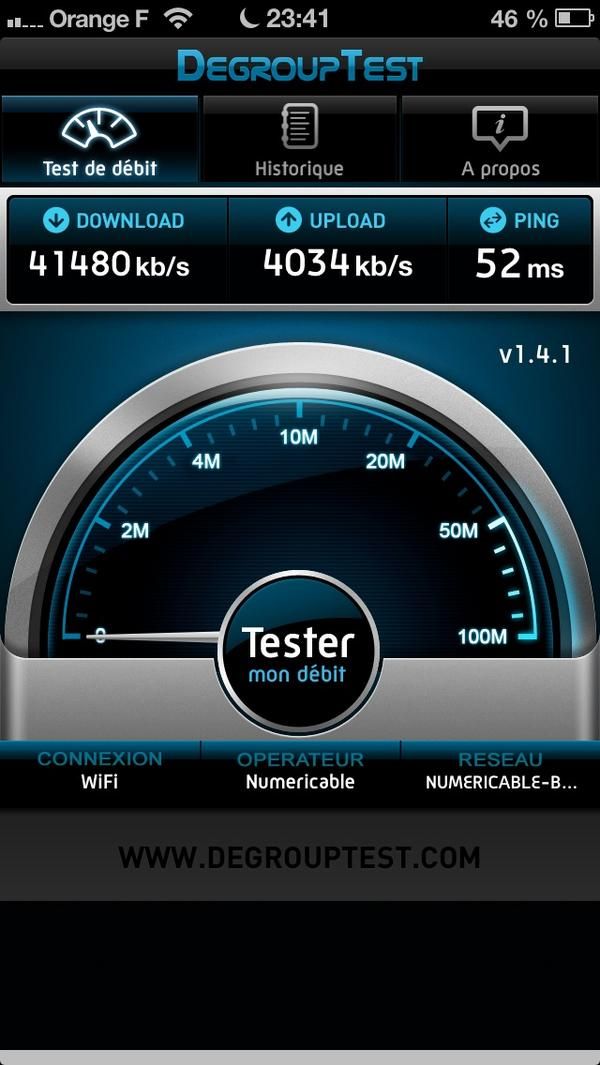 Orange F 23:41 46 %
DEGROUPTEST
Test de débit Historique A propos
DOWNLOAD UPLOAD PING
41480 kb/s 4034 kb/s 52 ms
v1.4.1
10M
4M 20M
2M 50M
0 100M
Tester
mon débit
CONNEXION OPERATEUR RESEAU
WiFi Numericable NUMERICABLE-B...
WWW.DEGROUPTEST.COM